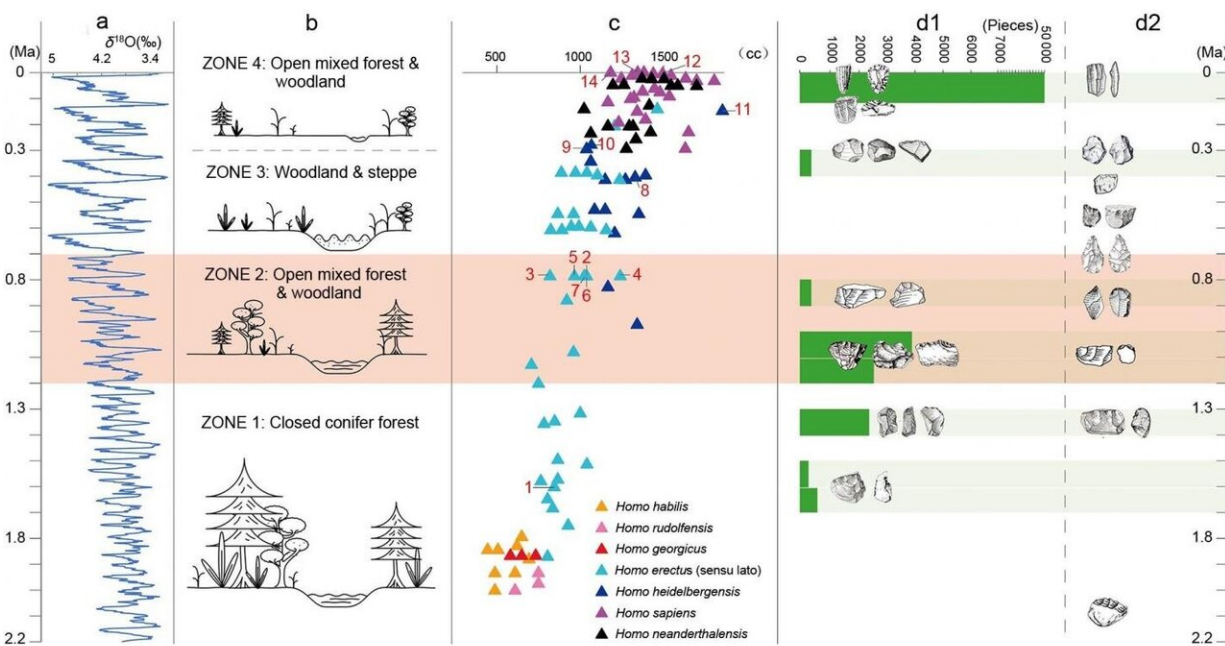 a
b
c
d1
d2
(Ma)
δ¹⁸O(‰)
5 4.2 3.4
0
0.3
0.8
1.3
1.8
2.2
ZONE 4: Open mixed forest &
woodland
ZONE 3: Woodland & steppe
ZONE 2: Open mixed forest
& woodland
ZONE 1: Closed conifer forest
500 1000 1500 (cc)
13 12
14
11
10
9
8
5 2
3 4
7 6
1
Homo habilis
Homo rudolfensis
Homo georgicus
Homo erectus (sensu lato)
Homo heidelbergensis
Homo sapiens
Homo neanderthalensis
(Pieces)
0 1000 2000 3000 4000 5000 7000 50 000
(Ma)
0
0.3
0.8
1.3
1.8
2.2